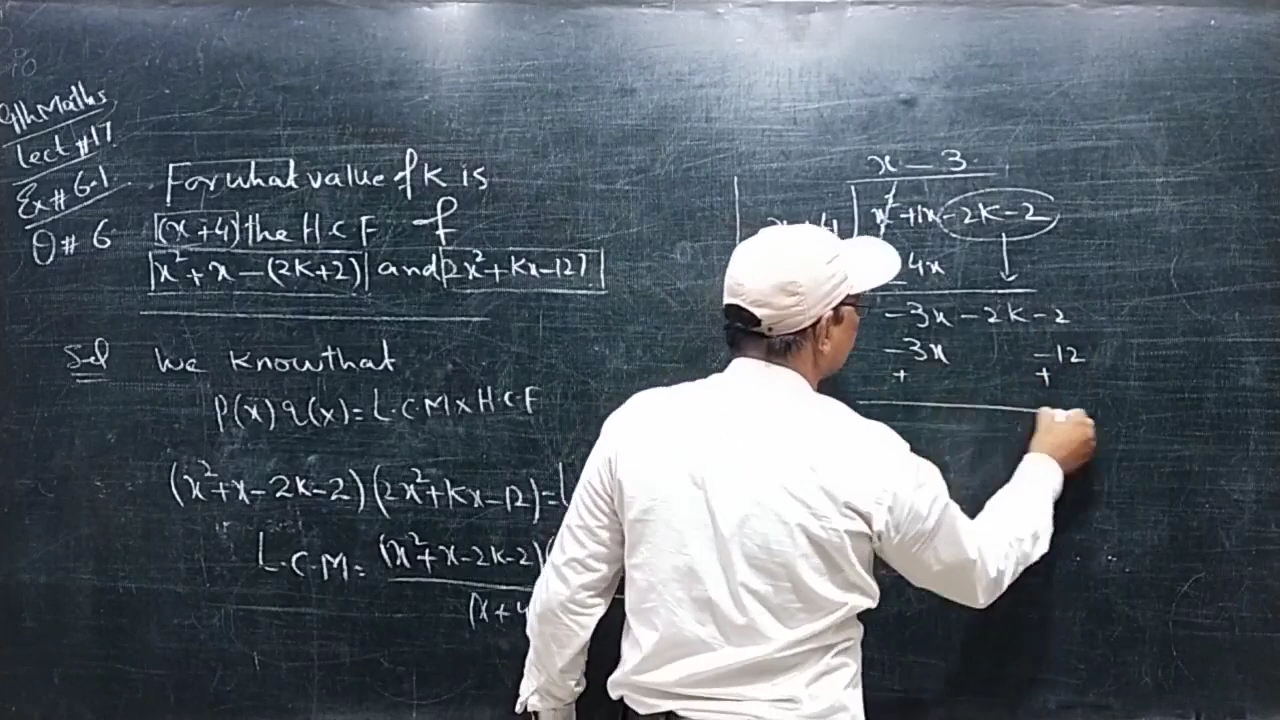 9th Maths
Lect #17
Ex # 6.1
Q # 6
For what value of K is
(x+4) the H.C.F of
x²+x-(2K+2) and 2x²+Kx-12?
Sol We Know that
P(x) q(x) = L.C.M x H.C.F
(x²+x-2K-2)(2x²+Kx-12)=
L.C.M = (x²+x-2K-2)
(x+4
x - 3
x²+1x-2K-2
4x
-3x-2K-2
-3x -12
+ +